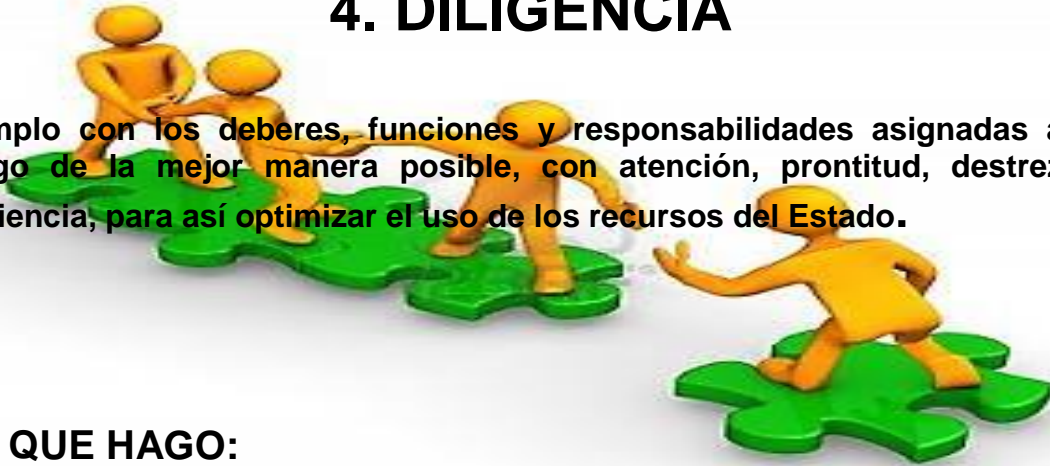 4. DILIGENCIA
mplo con los deberes, funciones y responsabilidades asignadas a
go de la mejor manera posible, con atención, prontitud, destrez
iencia, para así optimizar el uso de los recursos del Estado.
QUE HAGO: